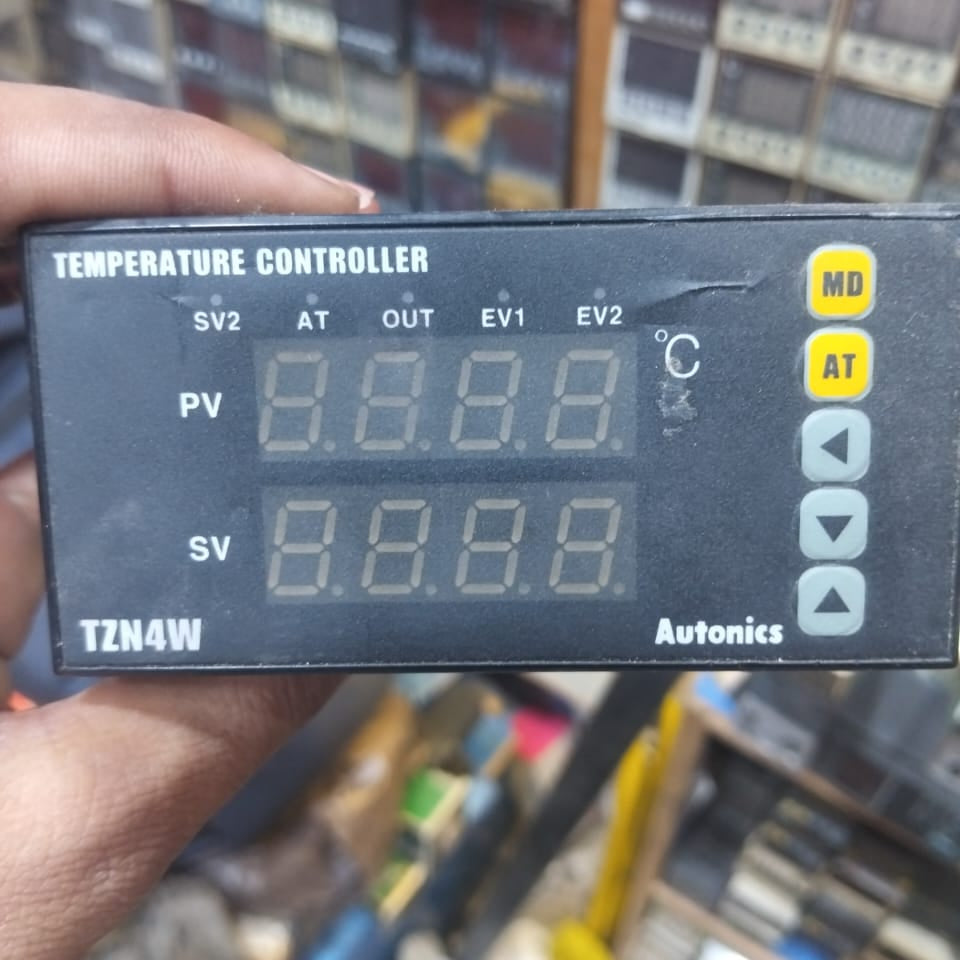 TEMPERATURE CONTROLLER
MD
SV2 AT OUT EV1 EV2
°C
AT
PV
SV
TZN4W
Autonics